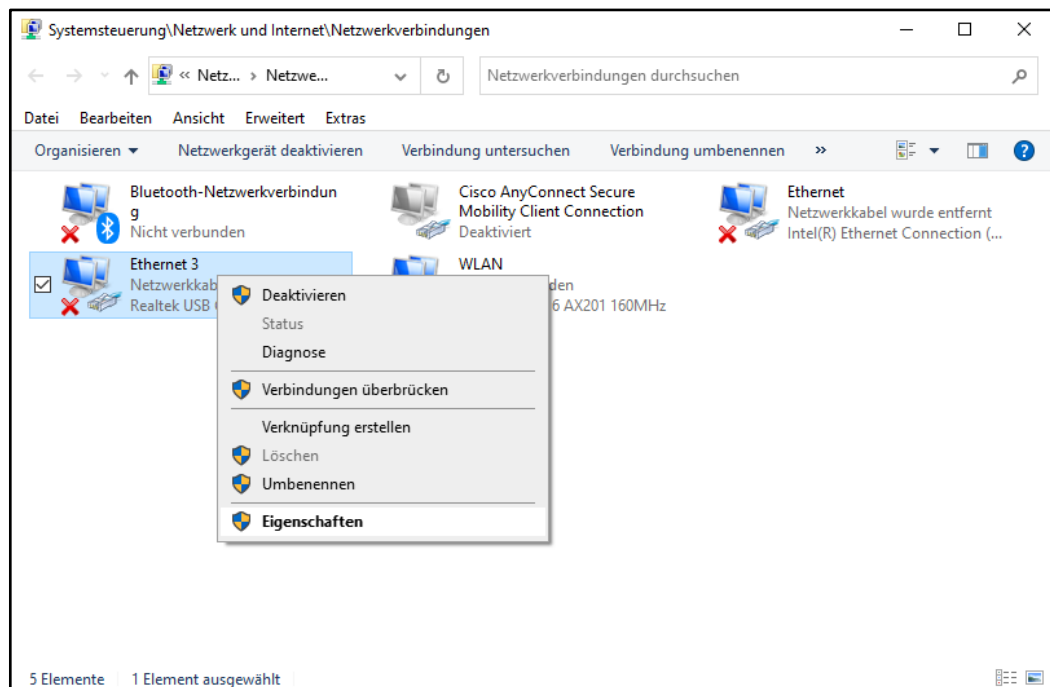 Systemsteuerung\Netzwerk und Internet\Netzwerkverbindungen
« Netz... › Netzwe...
Netzwerkverbindungen durchsuchen
Datei Bearbeiten Ansicht Erweitert Extras
Organisieren Netzwerkgerät deaktivieren Verbindung untersuchen Verbindung umbenennen »
Bluetooth-Netzwerkverbindun
g
Nicht verbunden
Cisco AnyConnect Secure
Mobility Client Connection
Deaktiviert
Ethernet
Netzwerkkabel wurde entfernt
Intel(R) Ethernet Connection (...
Ethernet 3
Netzwerkkab
Realtek USB
WLAN
den
6 AX201 160MHz
Deaktivieren
Status
Diagnose
Verbindungen überbrücken
Verknüpfung erstellen
Löschen
Umbenennen
Eigenschaften
5 Elemente 1 Element ausgewählt